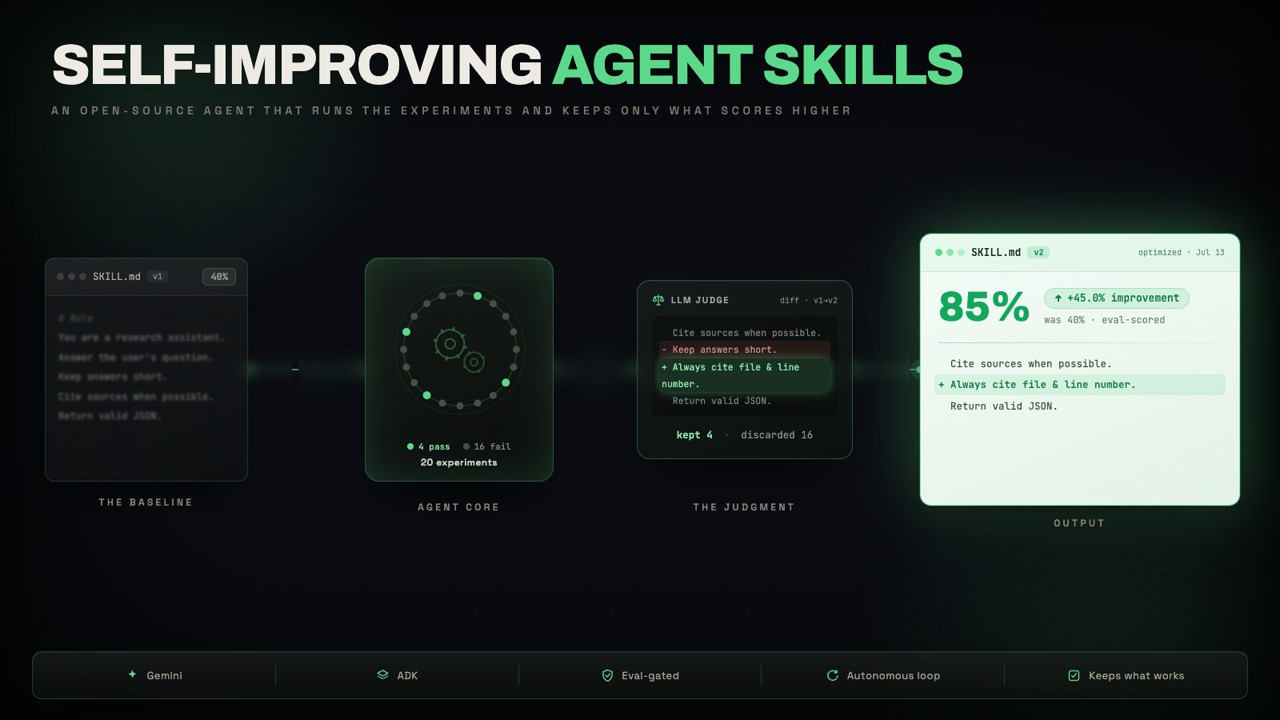 SELF-IMPROVING AGENT SKILLS
AN OPEN-SOURCE AGENT THAT RUNS THE EXPERIMENTS AND KEEPS ONLY WHAT SCORES HIGHER
SKILL.md v1 40%
# Role
You are a research assistant.
Answer the user's question.
Keep answers short.
Cite sources when possible.
Return valid JSON.
THE BASELINE
4 pass 16 fail
20 experiments
AGENT CORE
LLM JUDGE diff · v1→v2
Cite sources when possible.
- Keep answers short.
+ Always cite file & line
number.
Return valid JSON.
kept 4 · discarded 16
THE JUDGMENT
SKILL.md v2 optimized · Jul 13
85% ↑ +45.0% improvement
was 40% · eval-scored
Cite sources when possible.
+ Always cite file & line number.
Return valid JSON.
OUTPUT
Gemini
ADK
Eval-gated
Autonomous loop
Keeps what works